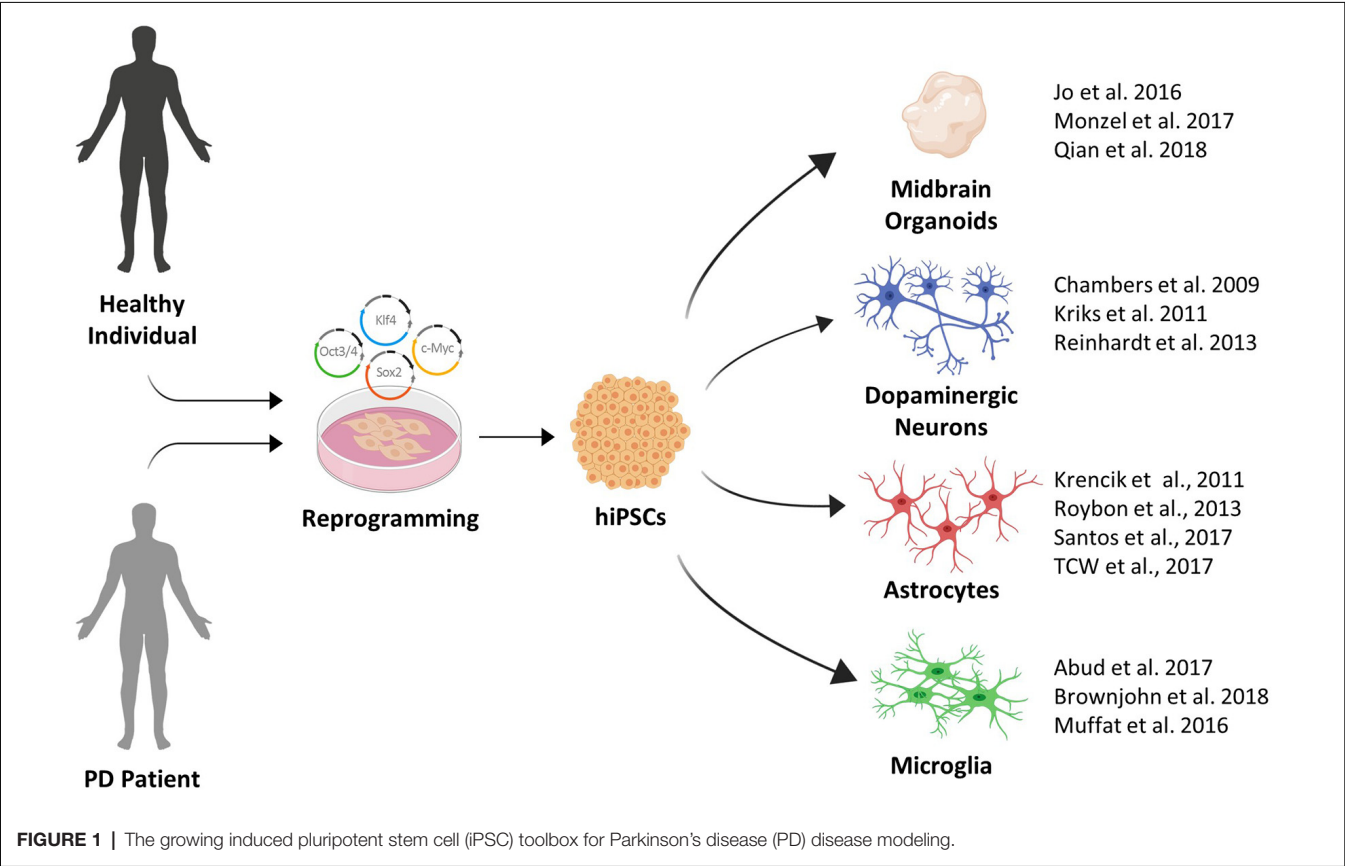 Healthy
Individual
PD Patient
Klf4
Oct3/4
c-Myc
Sox2
Reprogramming
hiPSCs
Midbrain
Organoids
Jo et al. 2016
Monzel et al. 2017
Qian et al. 2018
Dopaminergic
Neurons
Chambers et al. 2009
Kriks et al. 2011
Reinhardt et al. 2013
Astrocytes
Krencik et  al., 2011
Roybon et al., 2013
Santos et al., 2017
TCW et al., 2017
Microglia
Abud et al. 2017
Brownjohn et al. 2018
Muffat et al. 2016
FIGURE 1 | The growing induced pluripotent stem cell (iPSC) toolbox for Parkinson’s disease (PD) disease modeling.